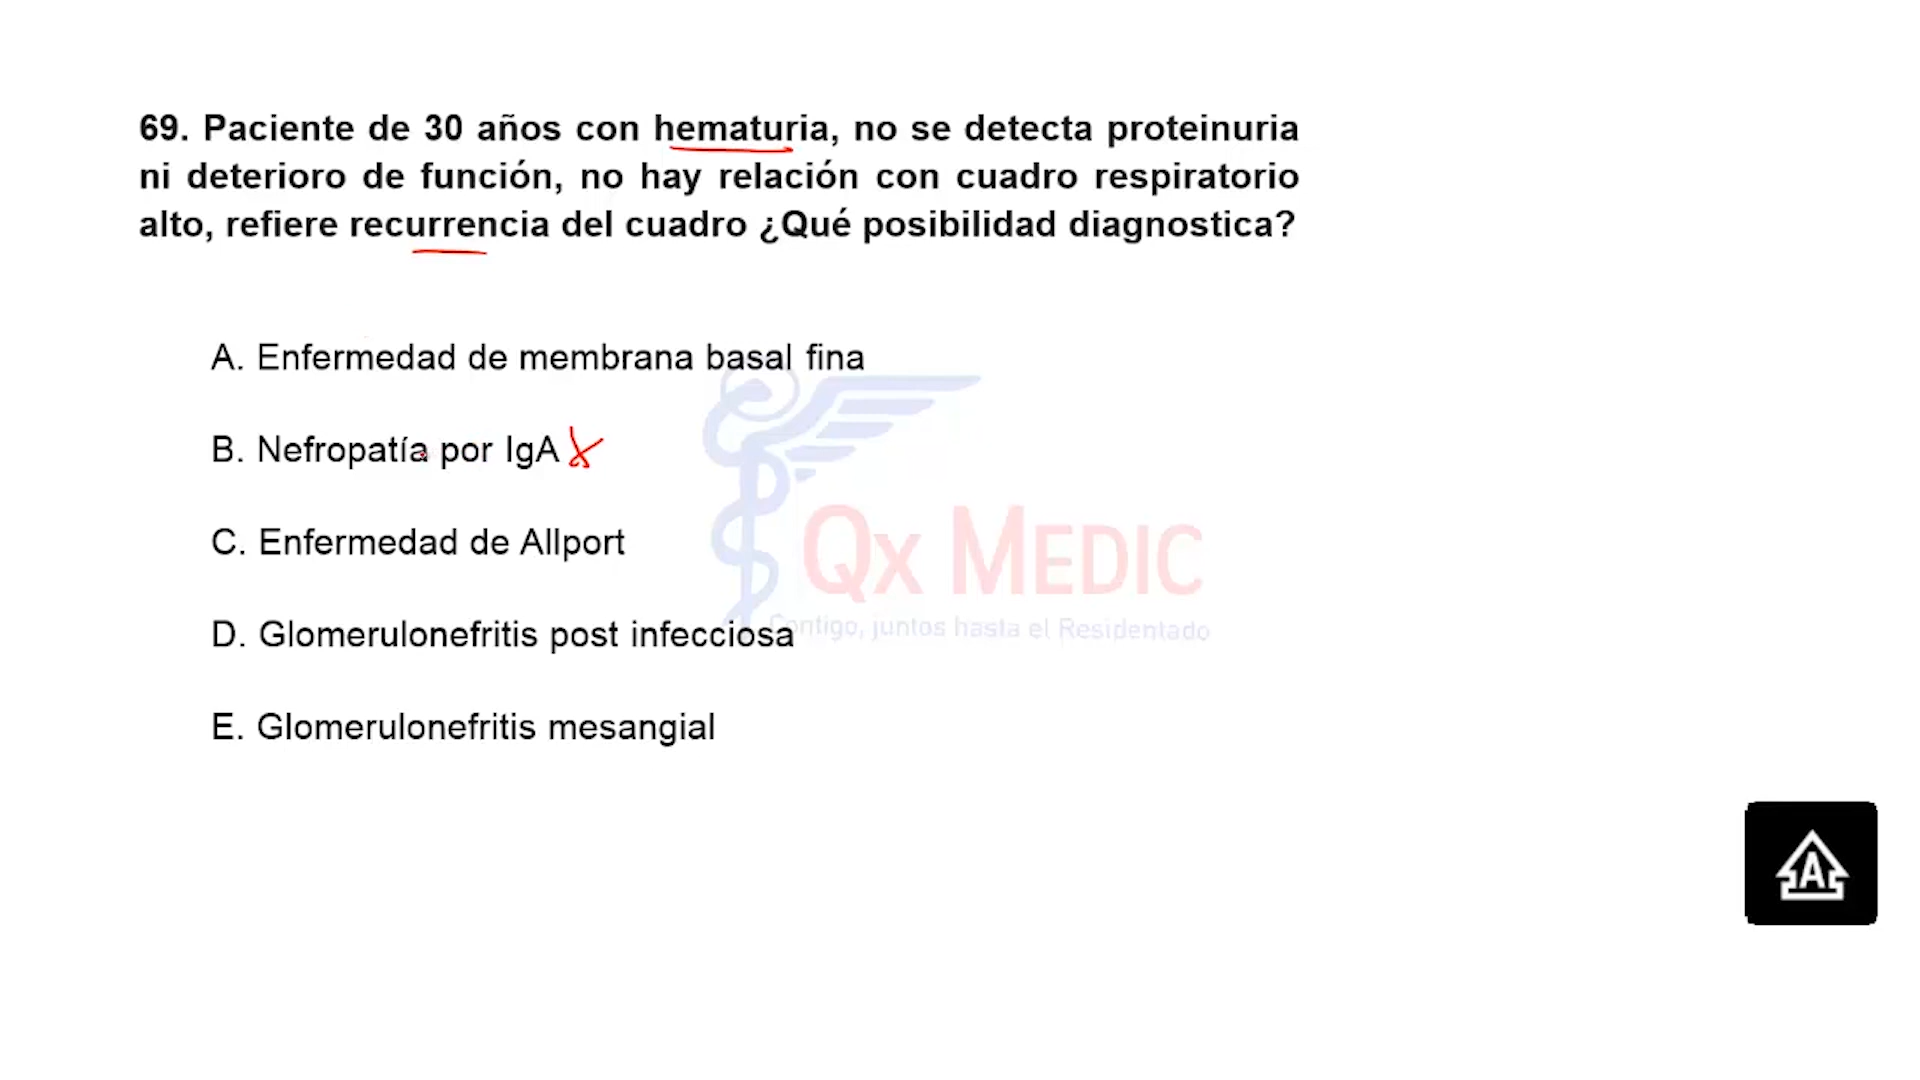 69. Paciente de 30 años con hematuria, no se detecta proteinuria
ni deterioro de función, no hay relación con cuadro respiratorio
alto, refiere recurrencia del cuadro ¿Qué posibilidad diagnostica?
A. Enfermedad de membrana basal fina
B. Nefropatía por IgA
C. Enfermedad de Allport
D. Glomerulonefritis post infecciosa
E. Glomerulonefritis mesangial
Qx MEDIC
Contigo, juntos hasta el Residentado
A